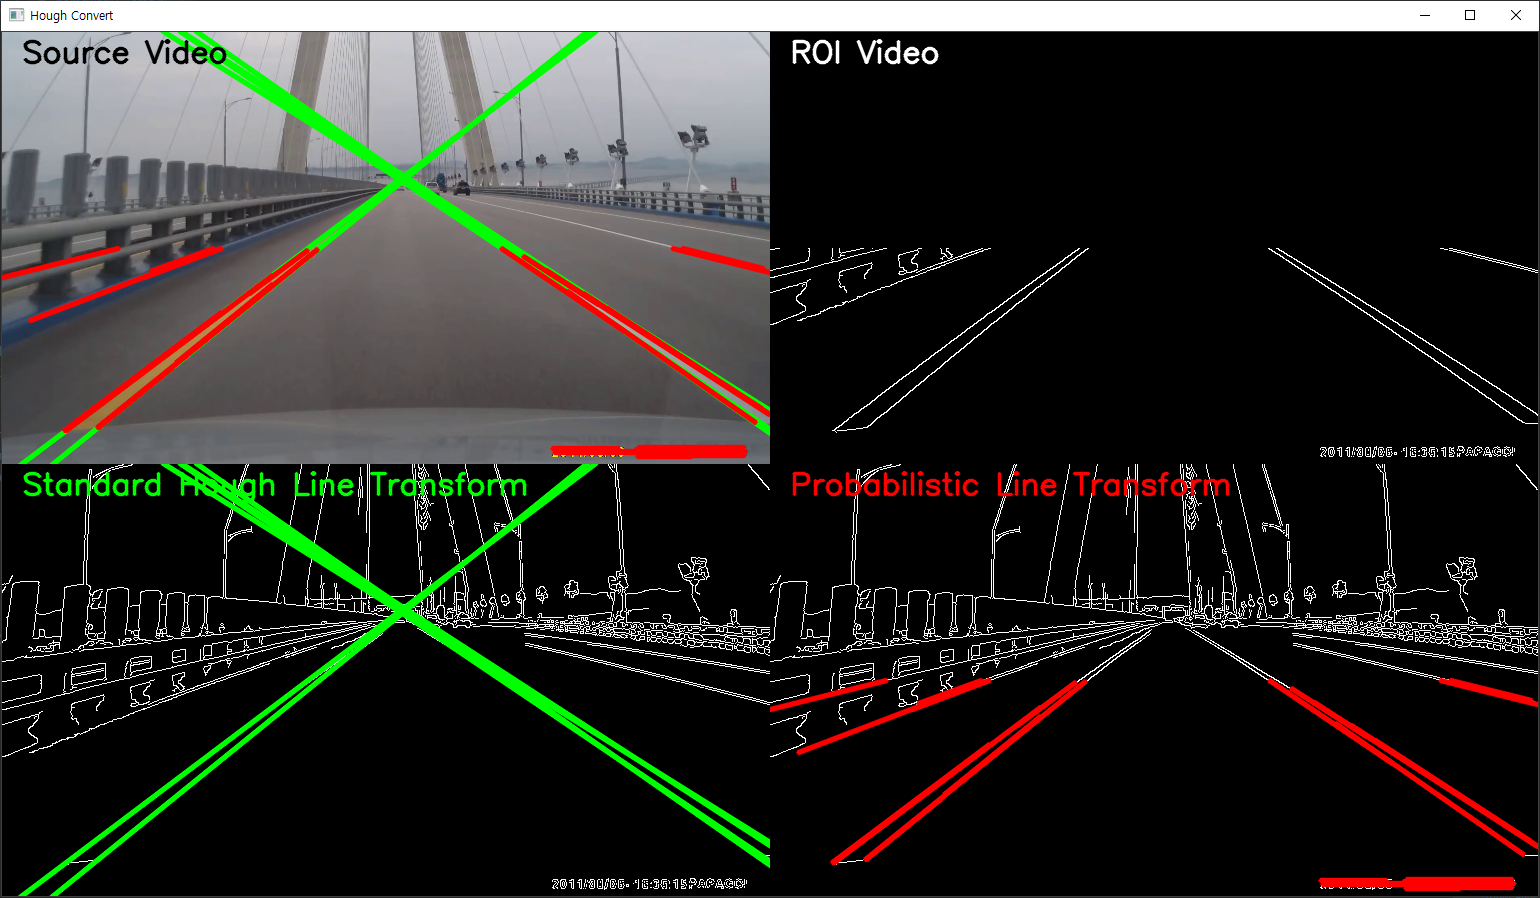 Hough Convert
Source Video
ROI Video
Standard Hough Line Transform
Probabilistic Line Transform